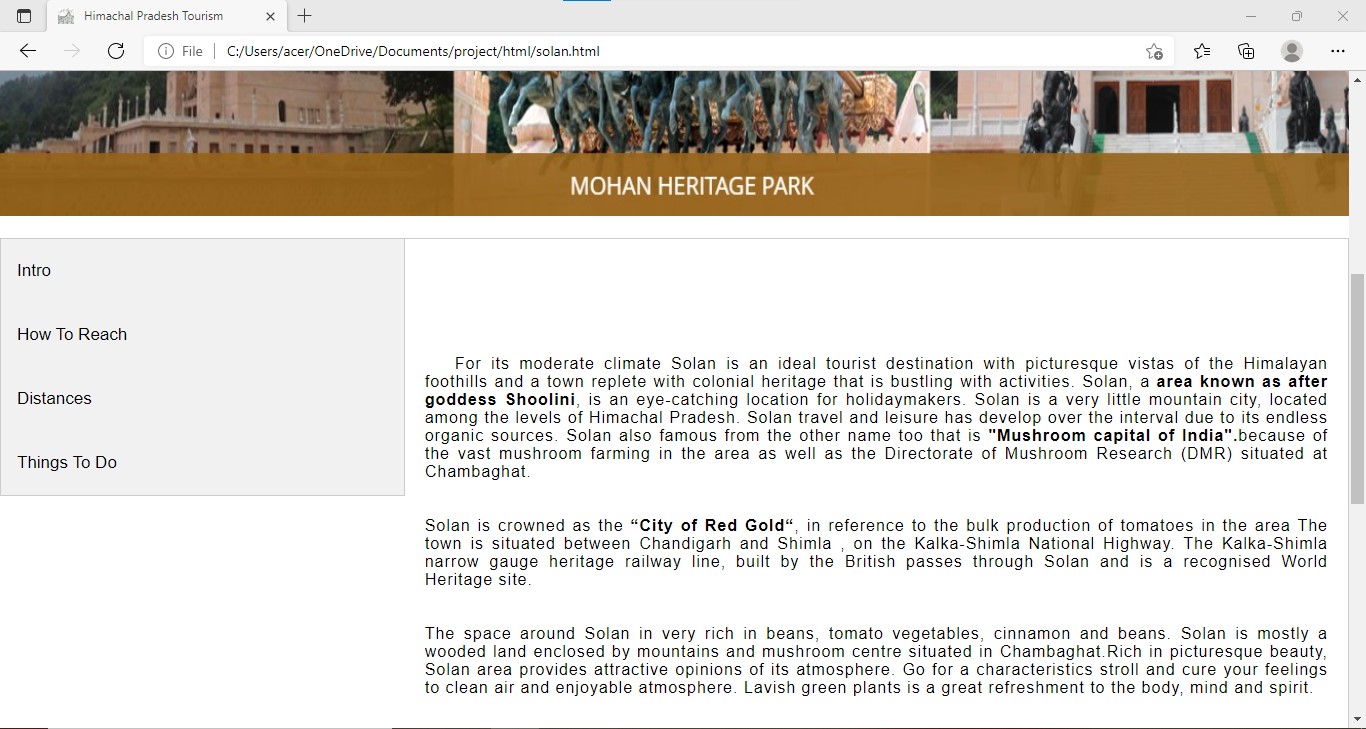 Himachal Pradesh Tourism
File
C:/Users/acer/OneDrive/Documents/project/html/solan.html
MOHAN HERITAGE PARK
Intro
How To Reach
Distances
Things To Do
For its moderate climate Solan is an ideal tourist destination with picturesque vistas of the Himalayan
foothills and a town replete with colonial heritage that is bustling with activities. Solan, a area known as after
goddess Shoolini, is an eye-catching location for holidaymakers. Solan is a very little mountain city, located
among the levels of Himachal Pradesh. Solan travel and leisure has develop over the interval due to its endless
organic sources. Solan also famous from the other name too that is "Mushroom capital of India".because of
the vast mushroom farming in the area as well as the Directorate of Mushroom Research (DMR) situated at
Chambaghat.
Solan is crowned as the “City of Red Gold“, in reference to the bulk production of tomatoes in the area The
town is situated between Chandigarh and Shimla , on the Kalka-Shimla National Highway. The Kalka-Shimla
narrow gauge heritage railway line, built by the British passes through Solan and is a recognised World
Heritage site.
The space around Solan in very rich in beans, tomato vegetables, cinnamon and beans. Solan is mostly a
wooded land enclosed by mountains and mushroom centre situated in Chambaghat.Rich in picturesque beauty,
Solan area provides attractive opinions of its atmosphere. Go for a characteristics stroll and cure your feelings
to clean air and enjoyable atmosphere. Lavish green plants is a great refreshment to the body, mind and spirit.